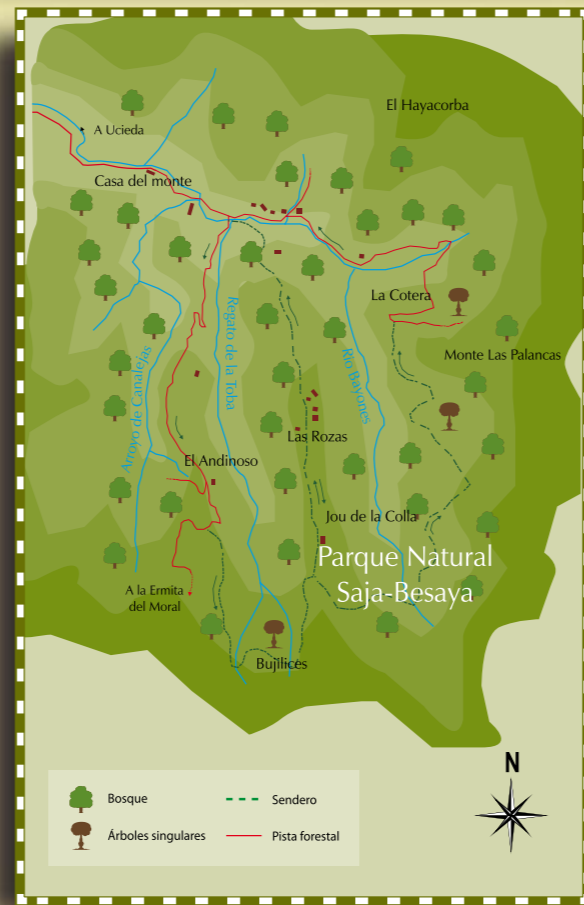 El Hayacorba
A Ucieda
Casa del monte
La Cotera
Regato de la Toba
Río Bayones
Monte Las Palancas
Arroyo de Canalejas
Las Rozas
El Andinoso
Jou de la Colla
Parque Natural
Saja-Besaya
A la Ermita
del Moral
Bujilices
N
Bosque
Sendero
Árboles singulares
Pista forestal